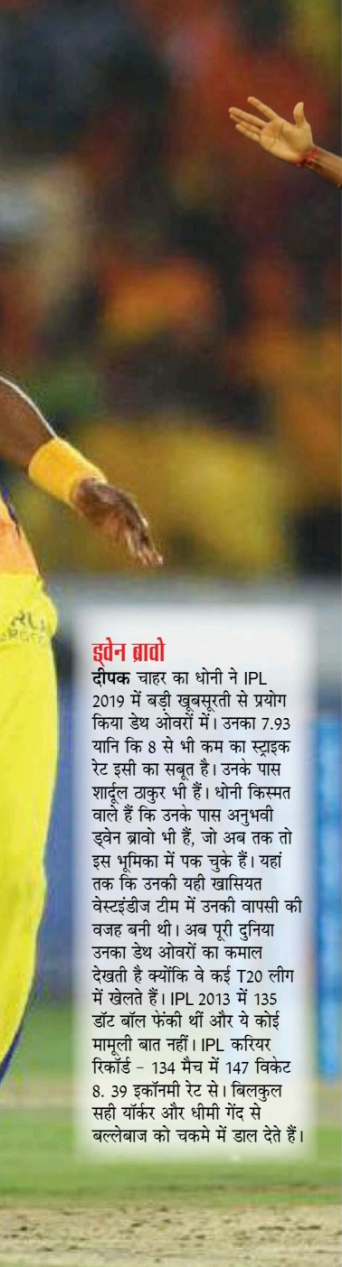 ड्वेन ब्रावो
दीपक चाहर का धोनी ने IPL
2019 में बड़ी खूबसूरती से प्रयोग
किया डेथ ओवरों में। उनका 7.93
यानि कि 8 से भी कम का स्ट्राइक
रेट इसी का सबूत है। उनके पास
शार्दूल ठाकुर भी हैं। धोनी किस्मत
वाले हैं कि उनके पास अनुभवी
ड्वेन ब्रावो भी हैं, जो अब तक तो
इस भूमिका में पक चुके हैं। यहां
तक कि उनकी यही खासियत
वेस्टइंडीज टीम में उनकी वापसी की
वजह बनी थी। अब पूरी दुनिया
उनका डेथ ओवरों का कमाल
देखती है क्योंकि वे कई T20 लीग
में खेलते हैं। IPL 2013 में 135
डॉट बॉल फेंकी थीं और ये कोई
मामूली बात नहीं। IPL करियर
रिकॉर्ड - 134 मैच में 147 विकेट
8. 39 इकॉनमी रेट से। बिलकुल
सही यॉर्कर और धीमी गेंद से
बल्लेबाज को चकमे में डाल देते हैं।